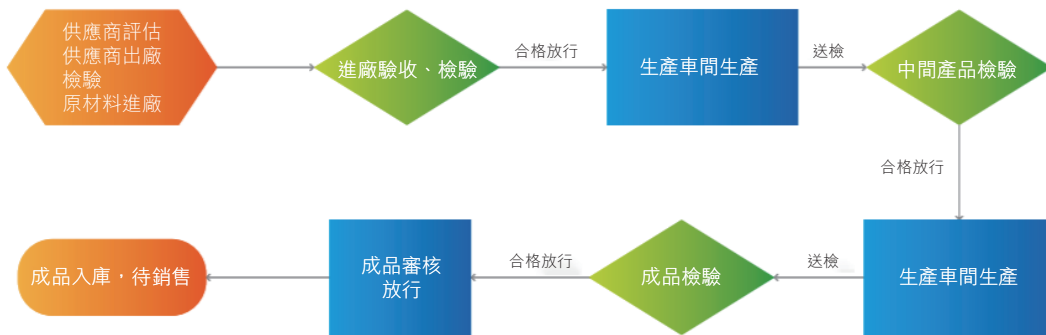 供應商評估
供應商出廠
檢驗
原材料進廠
進廠驗收、檢驗
合格放行
生產車間生產
送檢
中間產品檢驗
合格放行
生產車間生產
送檢
成品檢驗
合格放行
成品審核
放行
成品入庫，待銷售